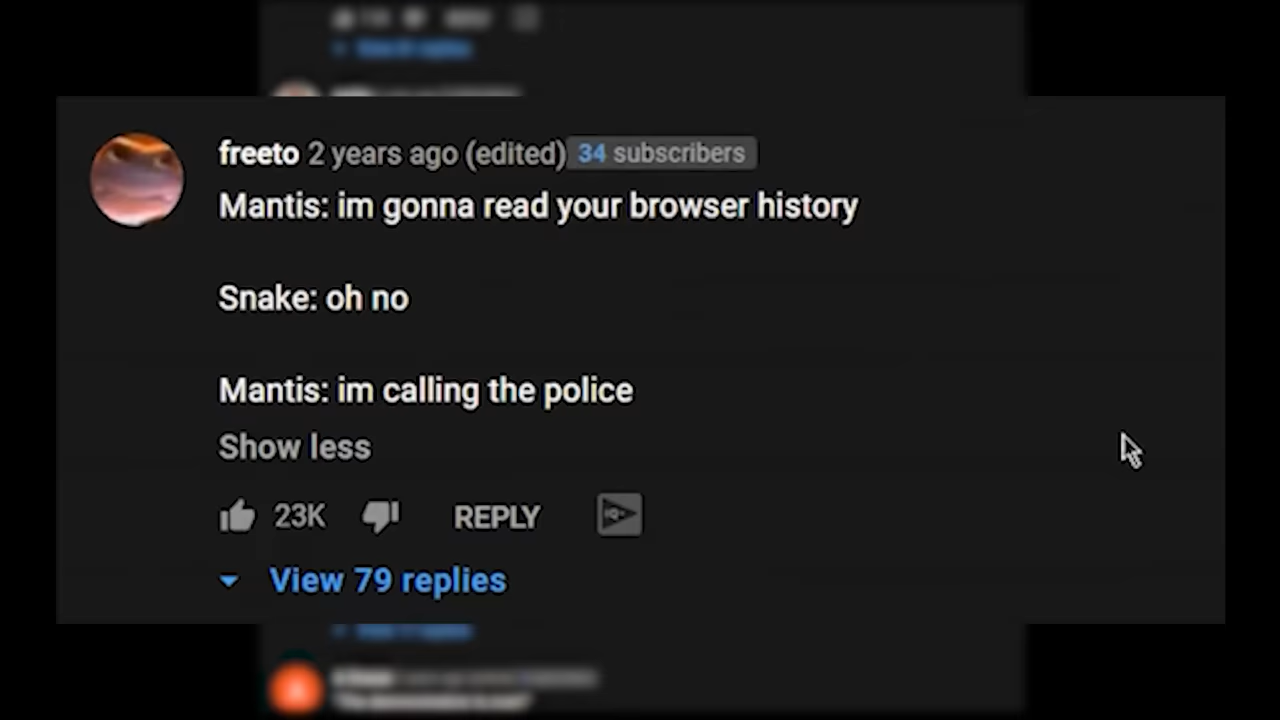 freeto 2 years ago (edited) 34 subscribers
Mantis: im gonna read your browser history
Snake: oh no
Mantis: im calling the police
Show less
23K REPLY
View 79 replies